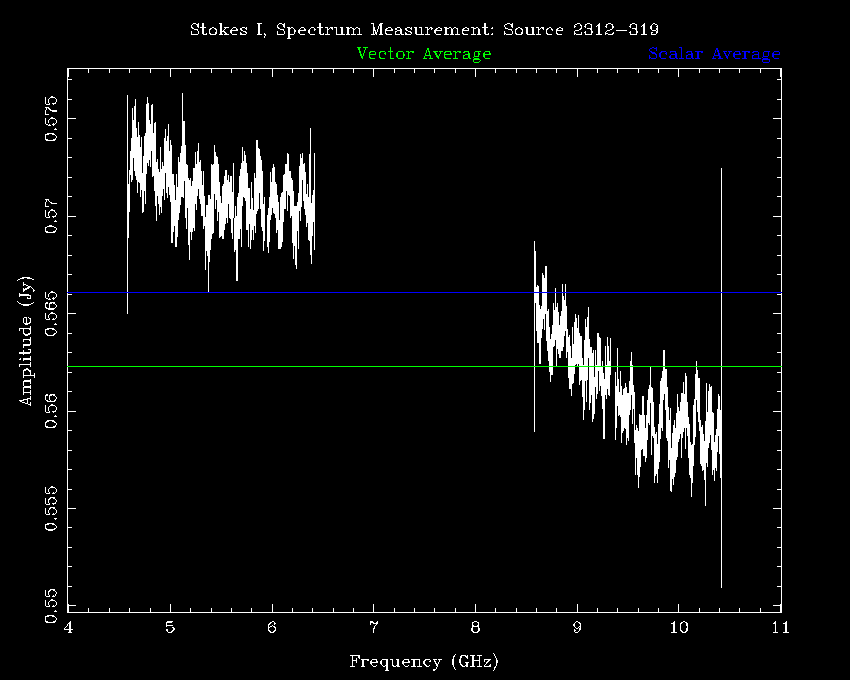 Stokes I, Spectrum Measurement: Source 2312−319
Vector Average
Scalar Average
0.575
0.57
0.565
0.56
0.555
0.55
Amplitude (Jy)
4 5 6 7 8 9 10 11
Frequency (GHz)